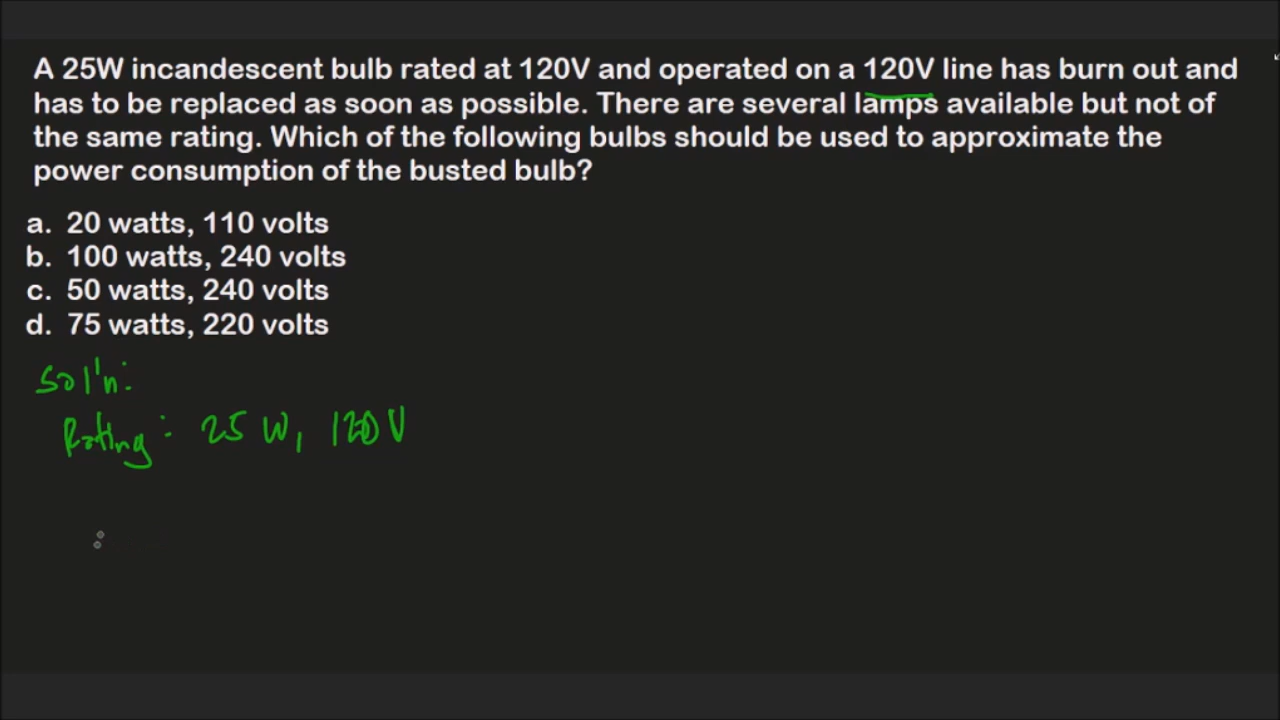 A 25W incandescent bulb rated at 120V and operated on a 120V line has burn out and
has to be replaced as soon as possible. There are several lamps available but not of
the same rating. Which of the following bulbs should be used to approximate the
power consumption of the busted bulb?
a. 20 watts, 110 volts
b. 100 watts, 240 volts
c. 50 watts, 240 volts
d. 75 watts, 220 volts
Sol'n:
Rating: 25 W, 120 V